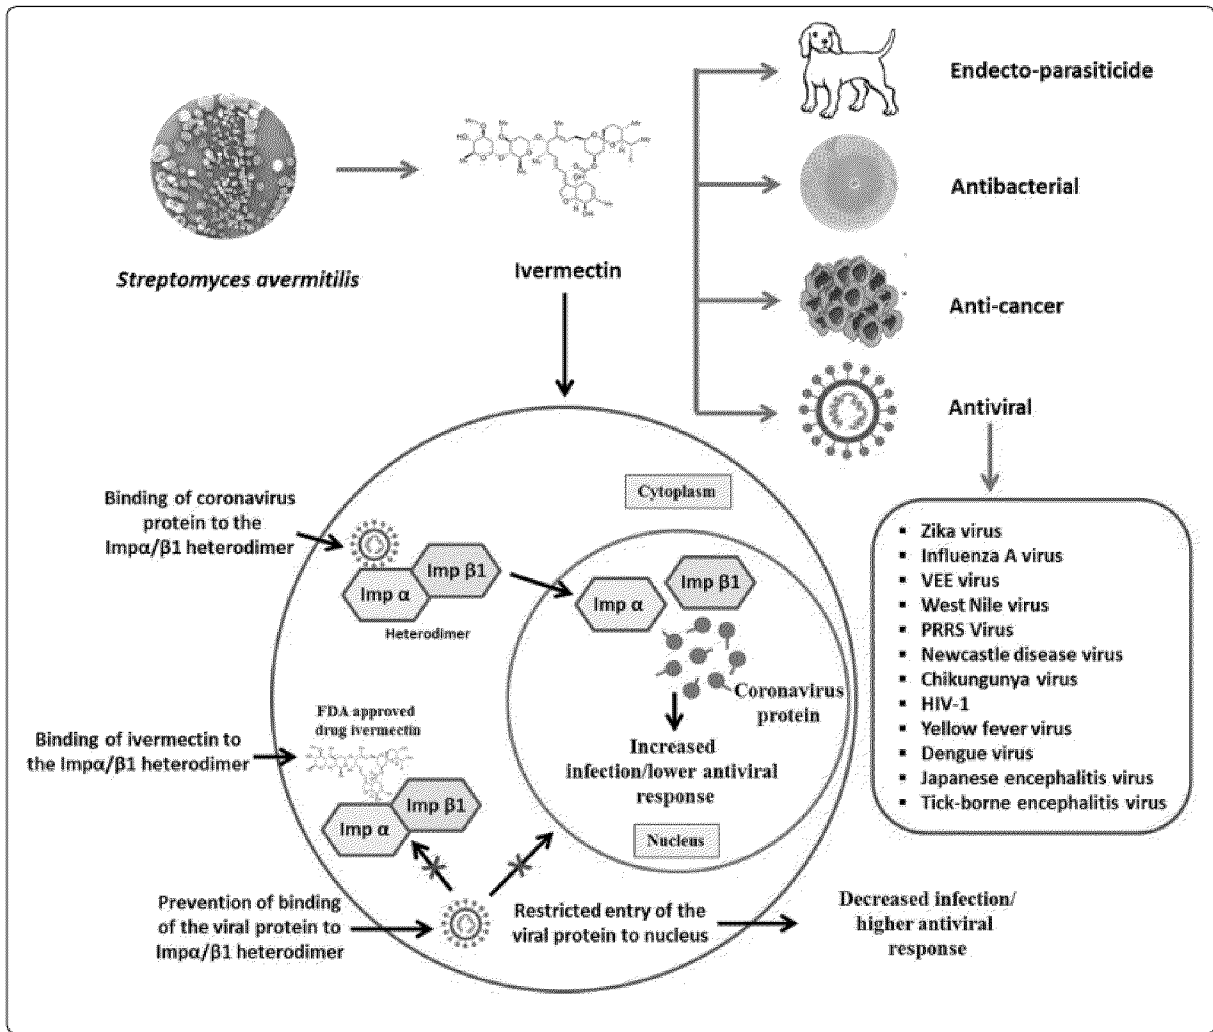 Endecto-parasiticide
Antibacterial
Streptomyces avermitilis
Ivermectin
Anti-cancer
Antiviral
Cytoplasm
Binding of coronavirus
protein to the
Impα/β1 heterodimer
Imp β1
Imp α
Heterodimer
Imp β1
Imp α
Coronavirus
protein
Increased
infection/lower antiviral
response
Nucleus
▪ Zika virus
▪ Influenza A virus
▪ VEE virus
▪ West Nile virus
▪ PRRS Virus
▪ Newcastle disease virus
▪ Chikungunya virus
▪ HIV-1
▪ Yellow fever virus
▪ Dengue virus
▪ Japanese encephalitis virus
▪ Tick-borne encephalitis virus
FDA approved
drug ivermectin
Binding of ivermectin to
the Impα/β1 heterodimer
Imp β1
Imp α
Prevention of binding
of the viral protein to
Impα/β1 heterodimer
Restricted entry of the
viral protein to nucleus
Decreased infection/
higher antiviral
response